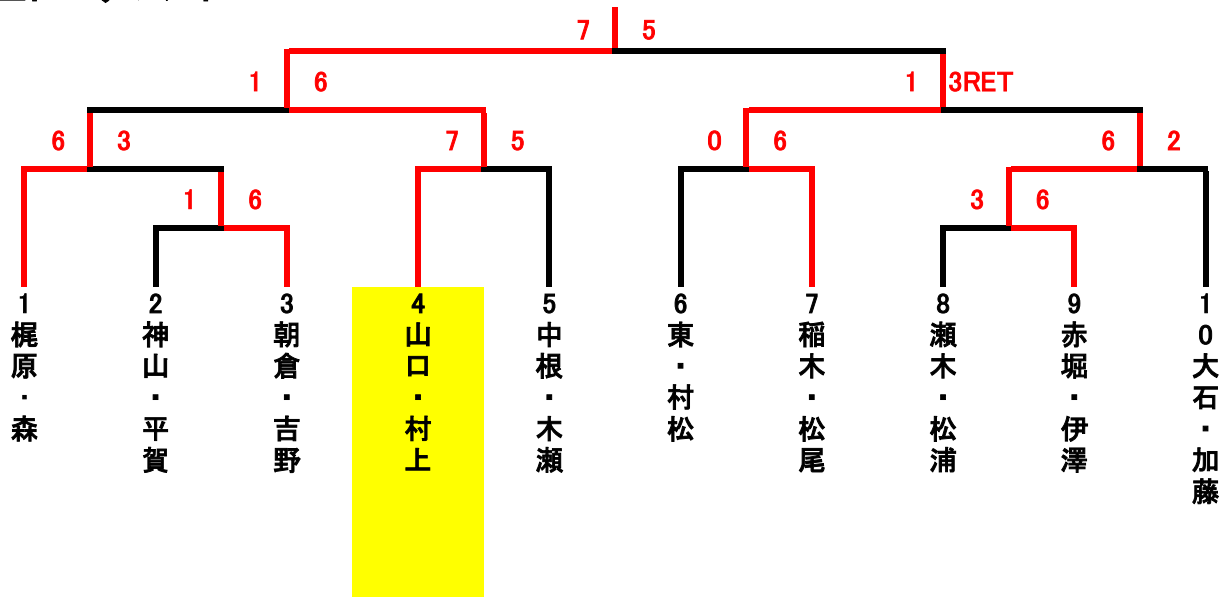 7 5
1 6
1 3RET
6 3
7 5
0 6
6 2
1 6
3 6
1梶原・森
2神山・平賀
3朝倉・吉野
4山口・村上
5中根・木瀬
6東・村松
7稲木・松尾
8瀬木・松浦
9赤堀・伊澤
10大石・加藤